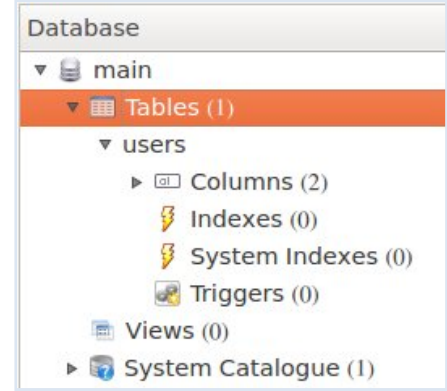 Database
main
Tables (1)
users
Columns (2)
Indexes (0)
System Indexes (0)
Triggers (0)
Views (0)
System Catalogue (1)